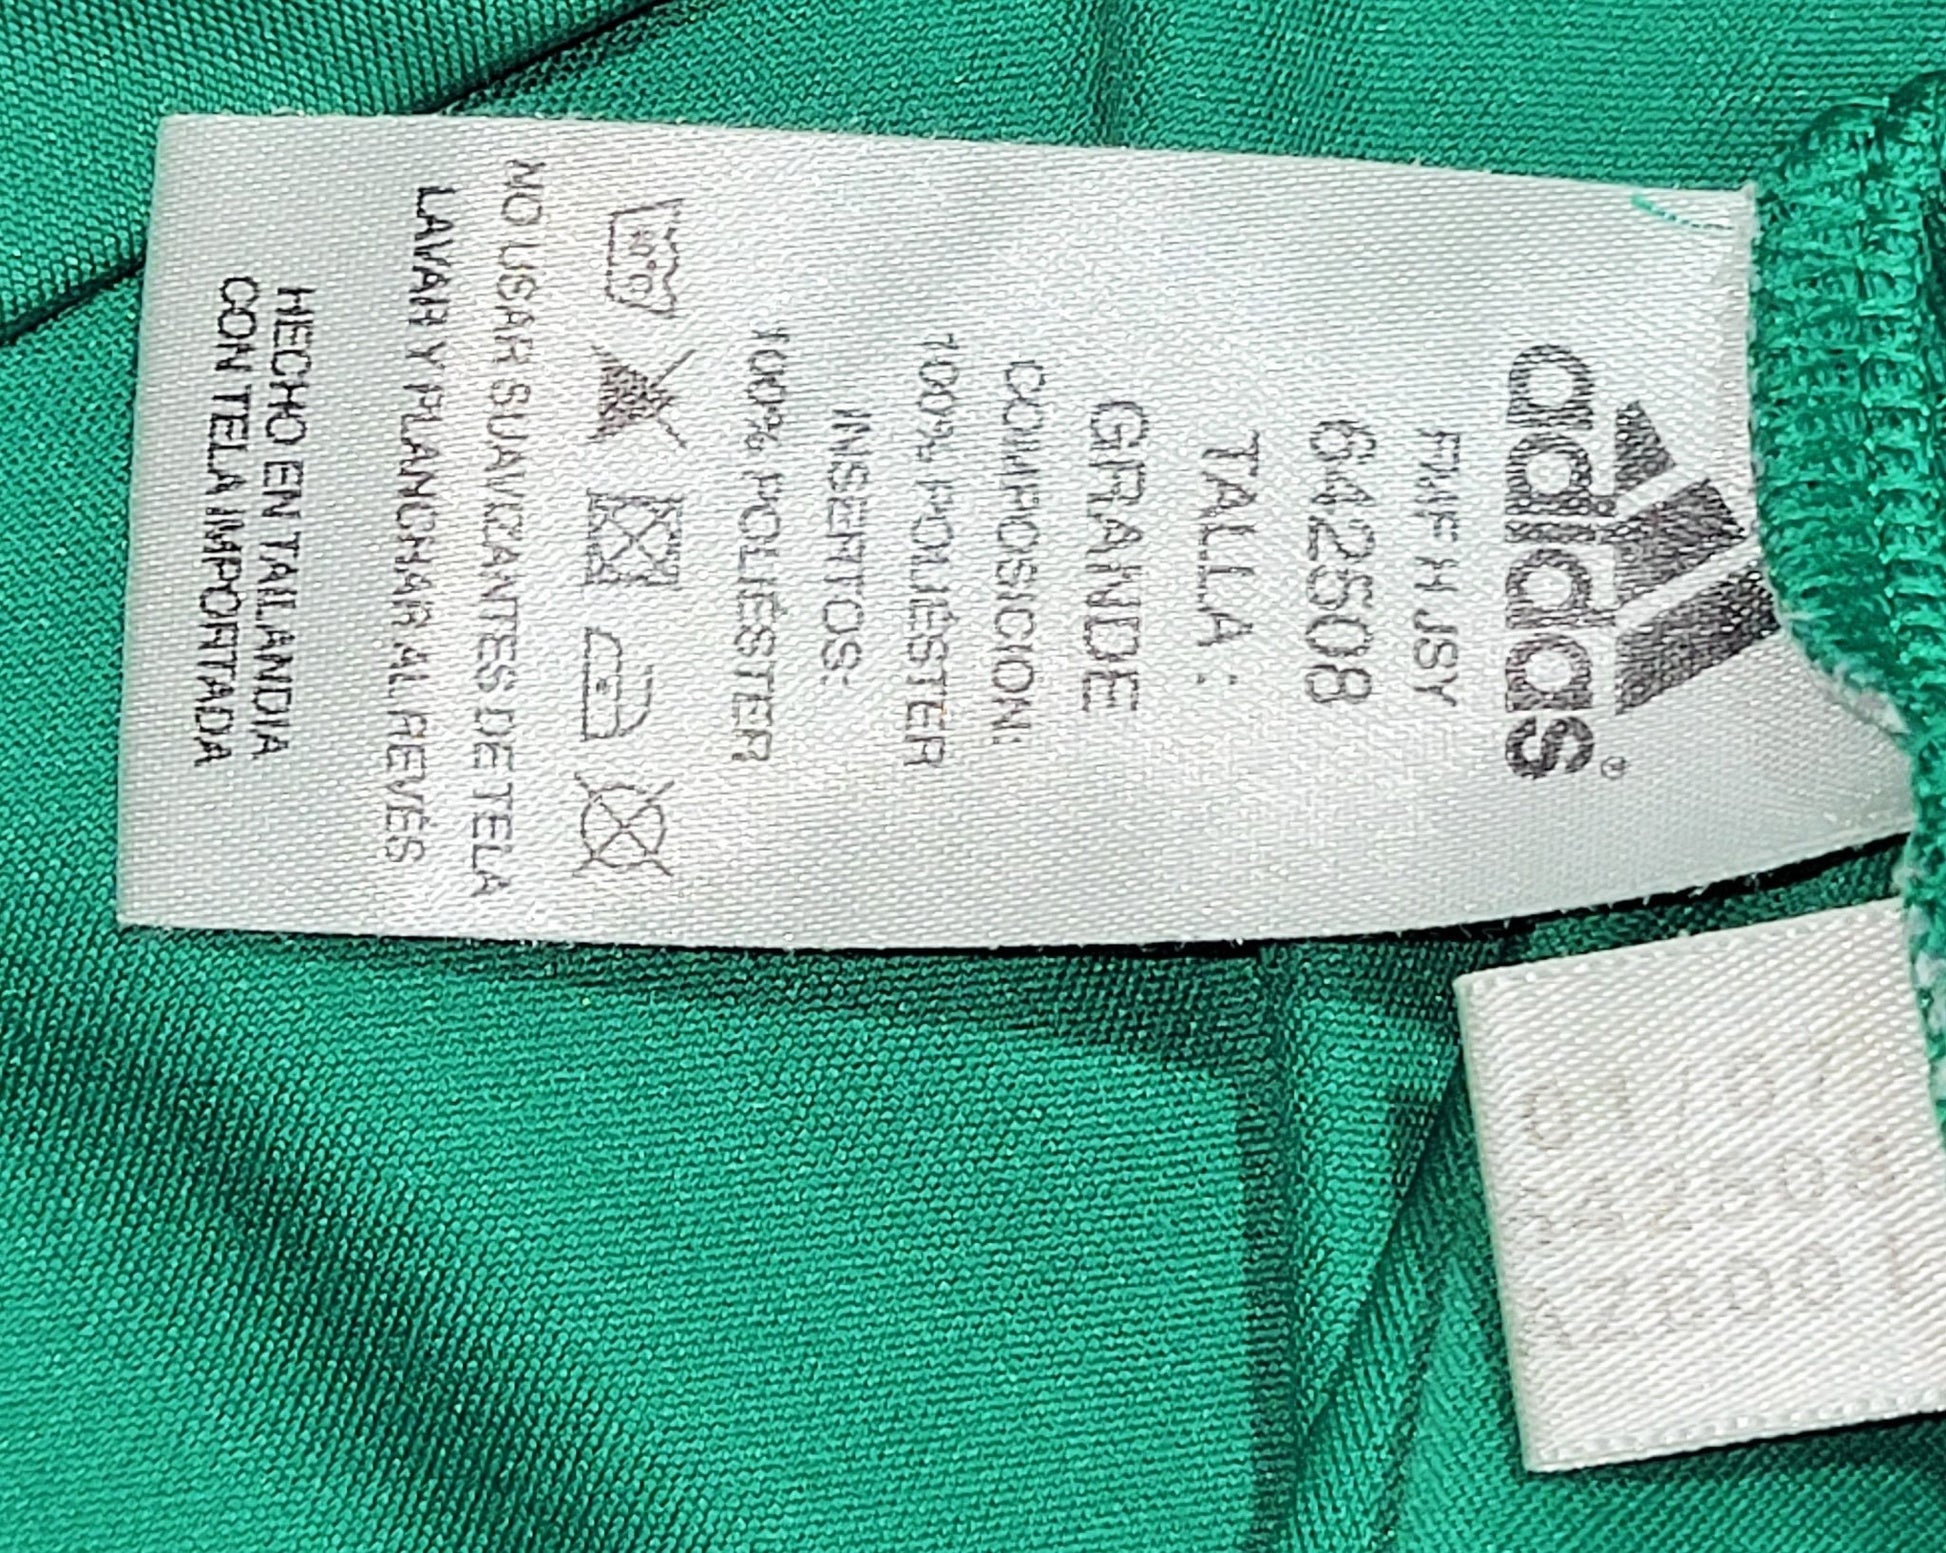 adidas®
FMF H JSY
642508
TALLA :
GRANDE
COMPOSICION:
100% POLIÉSTER
INSERTOS:
100% POLIESTER
NO USAR SUAVIZANTES DE TELA
LAVAR Y PLANCHAR AL REVÉS
HECHO EN TAILANDIA
CON TELA IMPORTADA